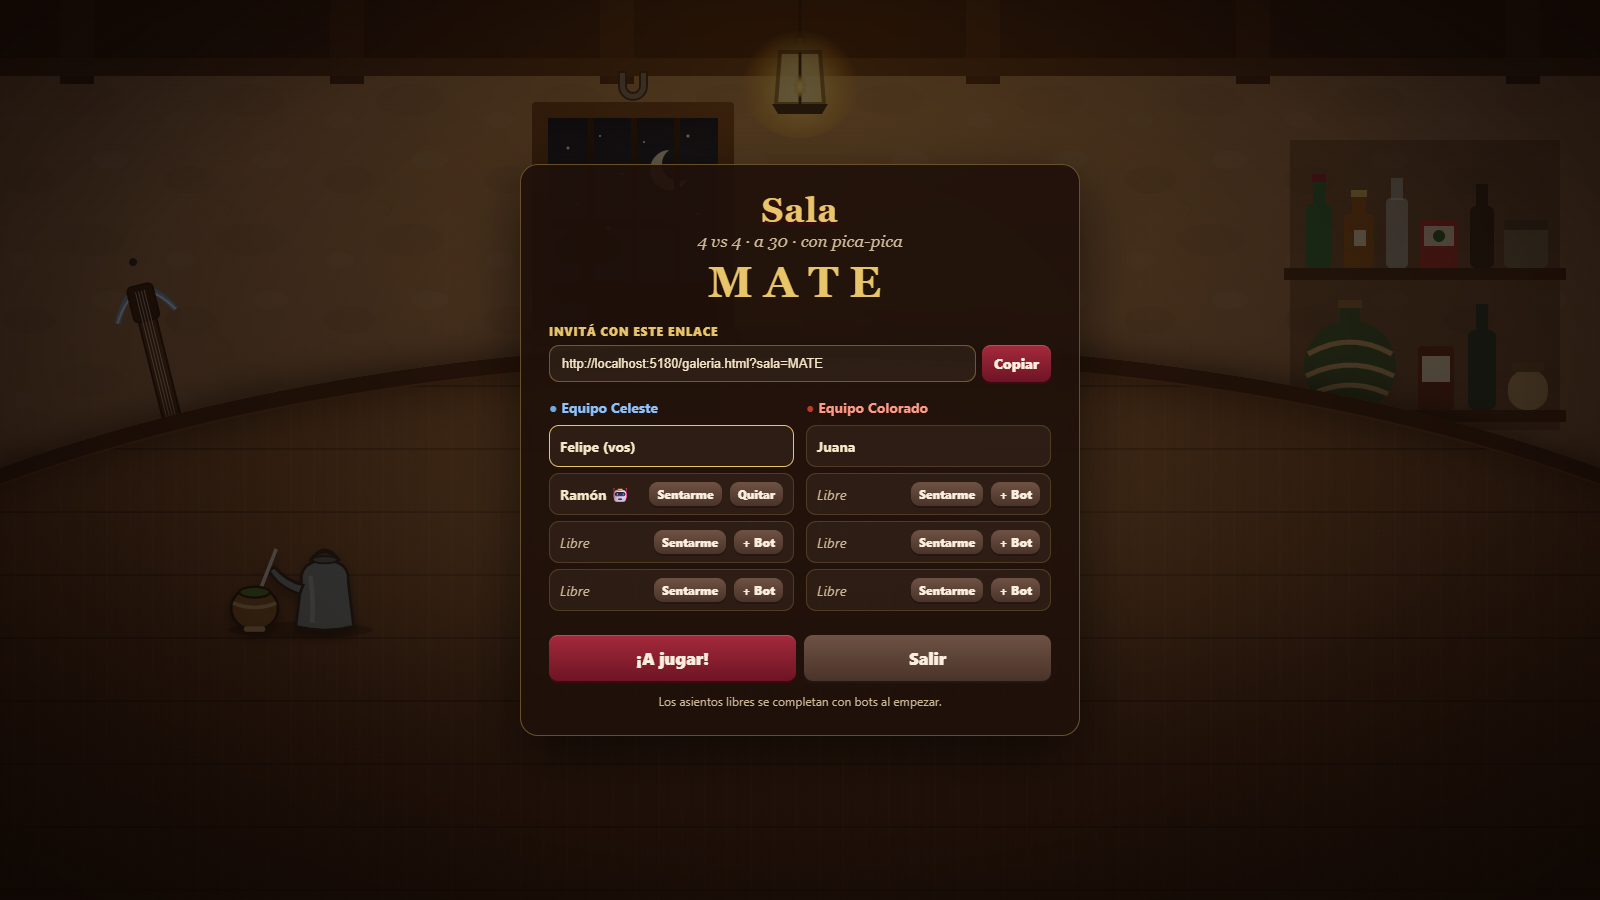 Sala
4 vs 4 · a 30 · con pica-pica
MATE
INVITÁ CON ESTE ENLACE
http://localhost:5180/galeria.html?sala=MATE
Copiar
● Equipo Celeste
Felipe (vos)
Ramón 🤖 Sentarme Quitar
Libre Sentarme + Bot
Libre Sentarme + Bot
● Equipo Colorado
Juana
Libre Sentarme + Bot
Libre Sentarme + Bot
Libre Sentarme + Bot
¡A jugar!
Salir
Los asientos libres se completan con bots al empezar.